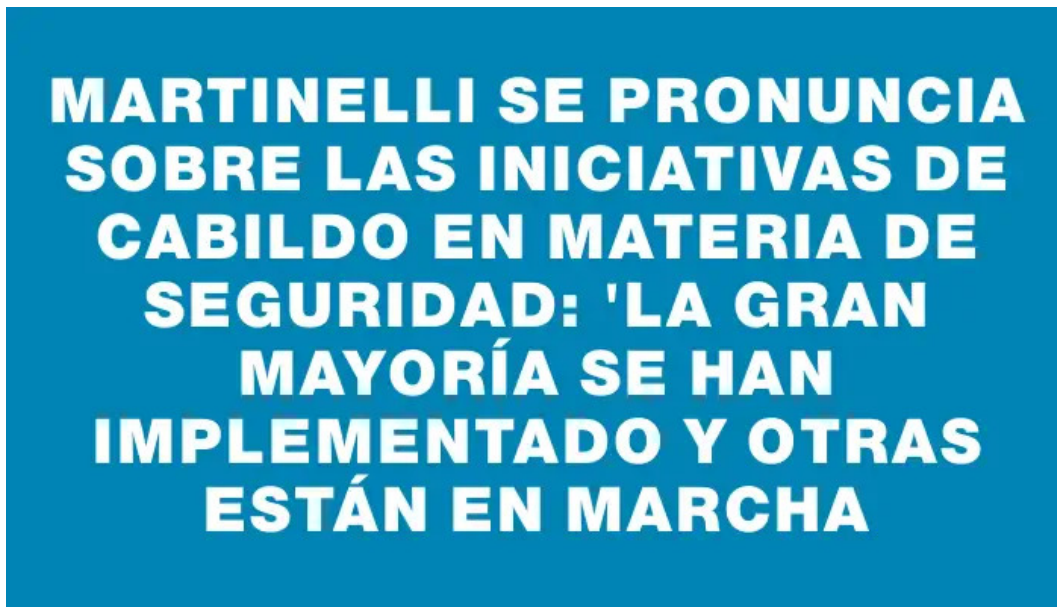 MARTINELLI SE PRONUNCIA
SOBRE LAS INICIATIVAS DE
CABILDO EN MATERIA DE
SEGURIDAD: 'LA GRAN
MAYORÍA SE HAN
IMPLEMENTADO Y OTRAS
ESTÁN EN MARCHA